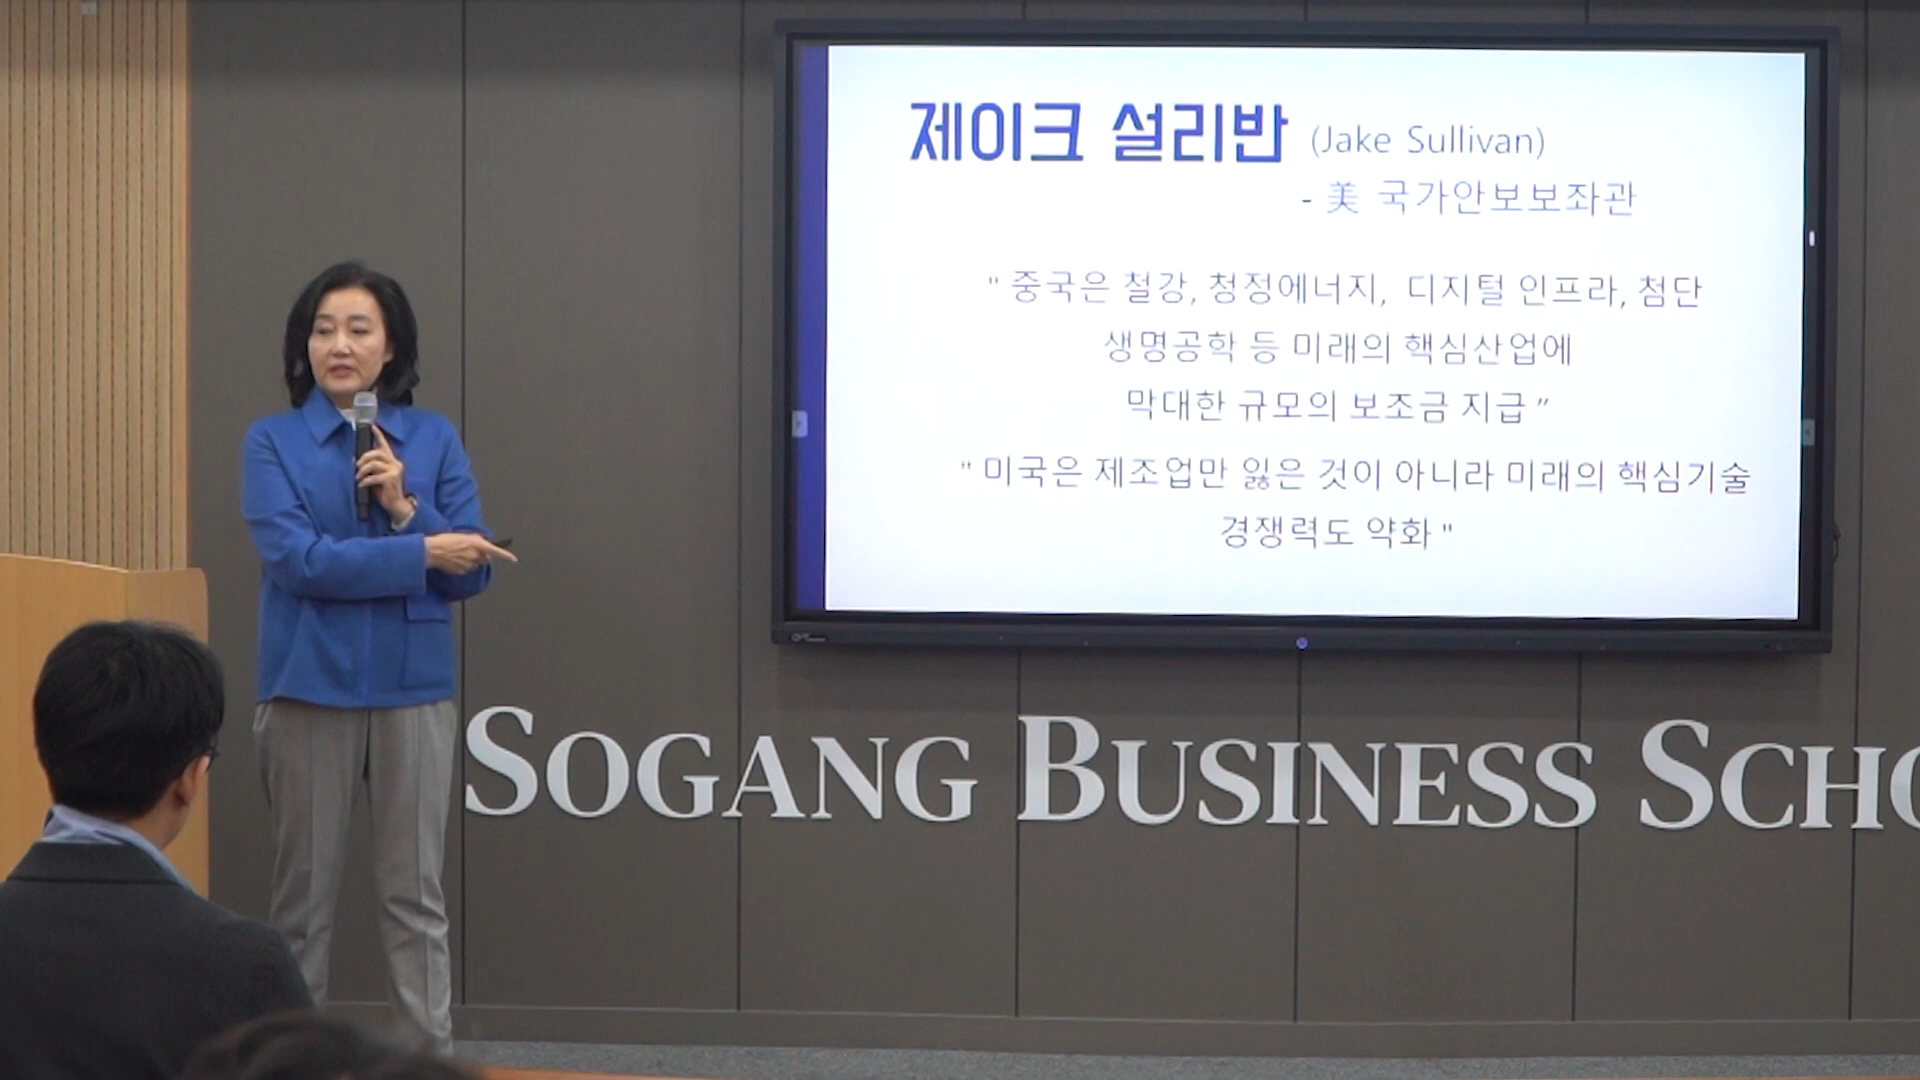 제이크 설리반 (Jake Sullivan)
- 美 국가안보보좌관
" 중국은 철강, 청정에너지, 디지털 인프라, 첨단
생명공학 등 미래의 핵심산업에
막대한 규모의 보조금 지급 "
" 미국은 제조업만 잃은 것이 아니라 미래의 핵심기술
경쟁력도 약화 "
SOGANG BUSINESS SCHO